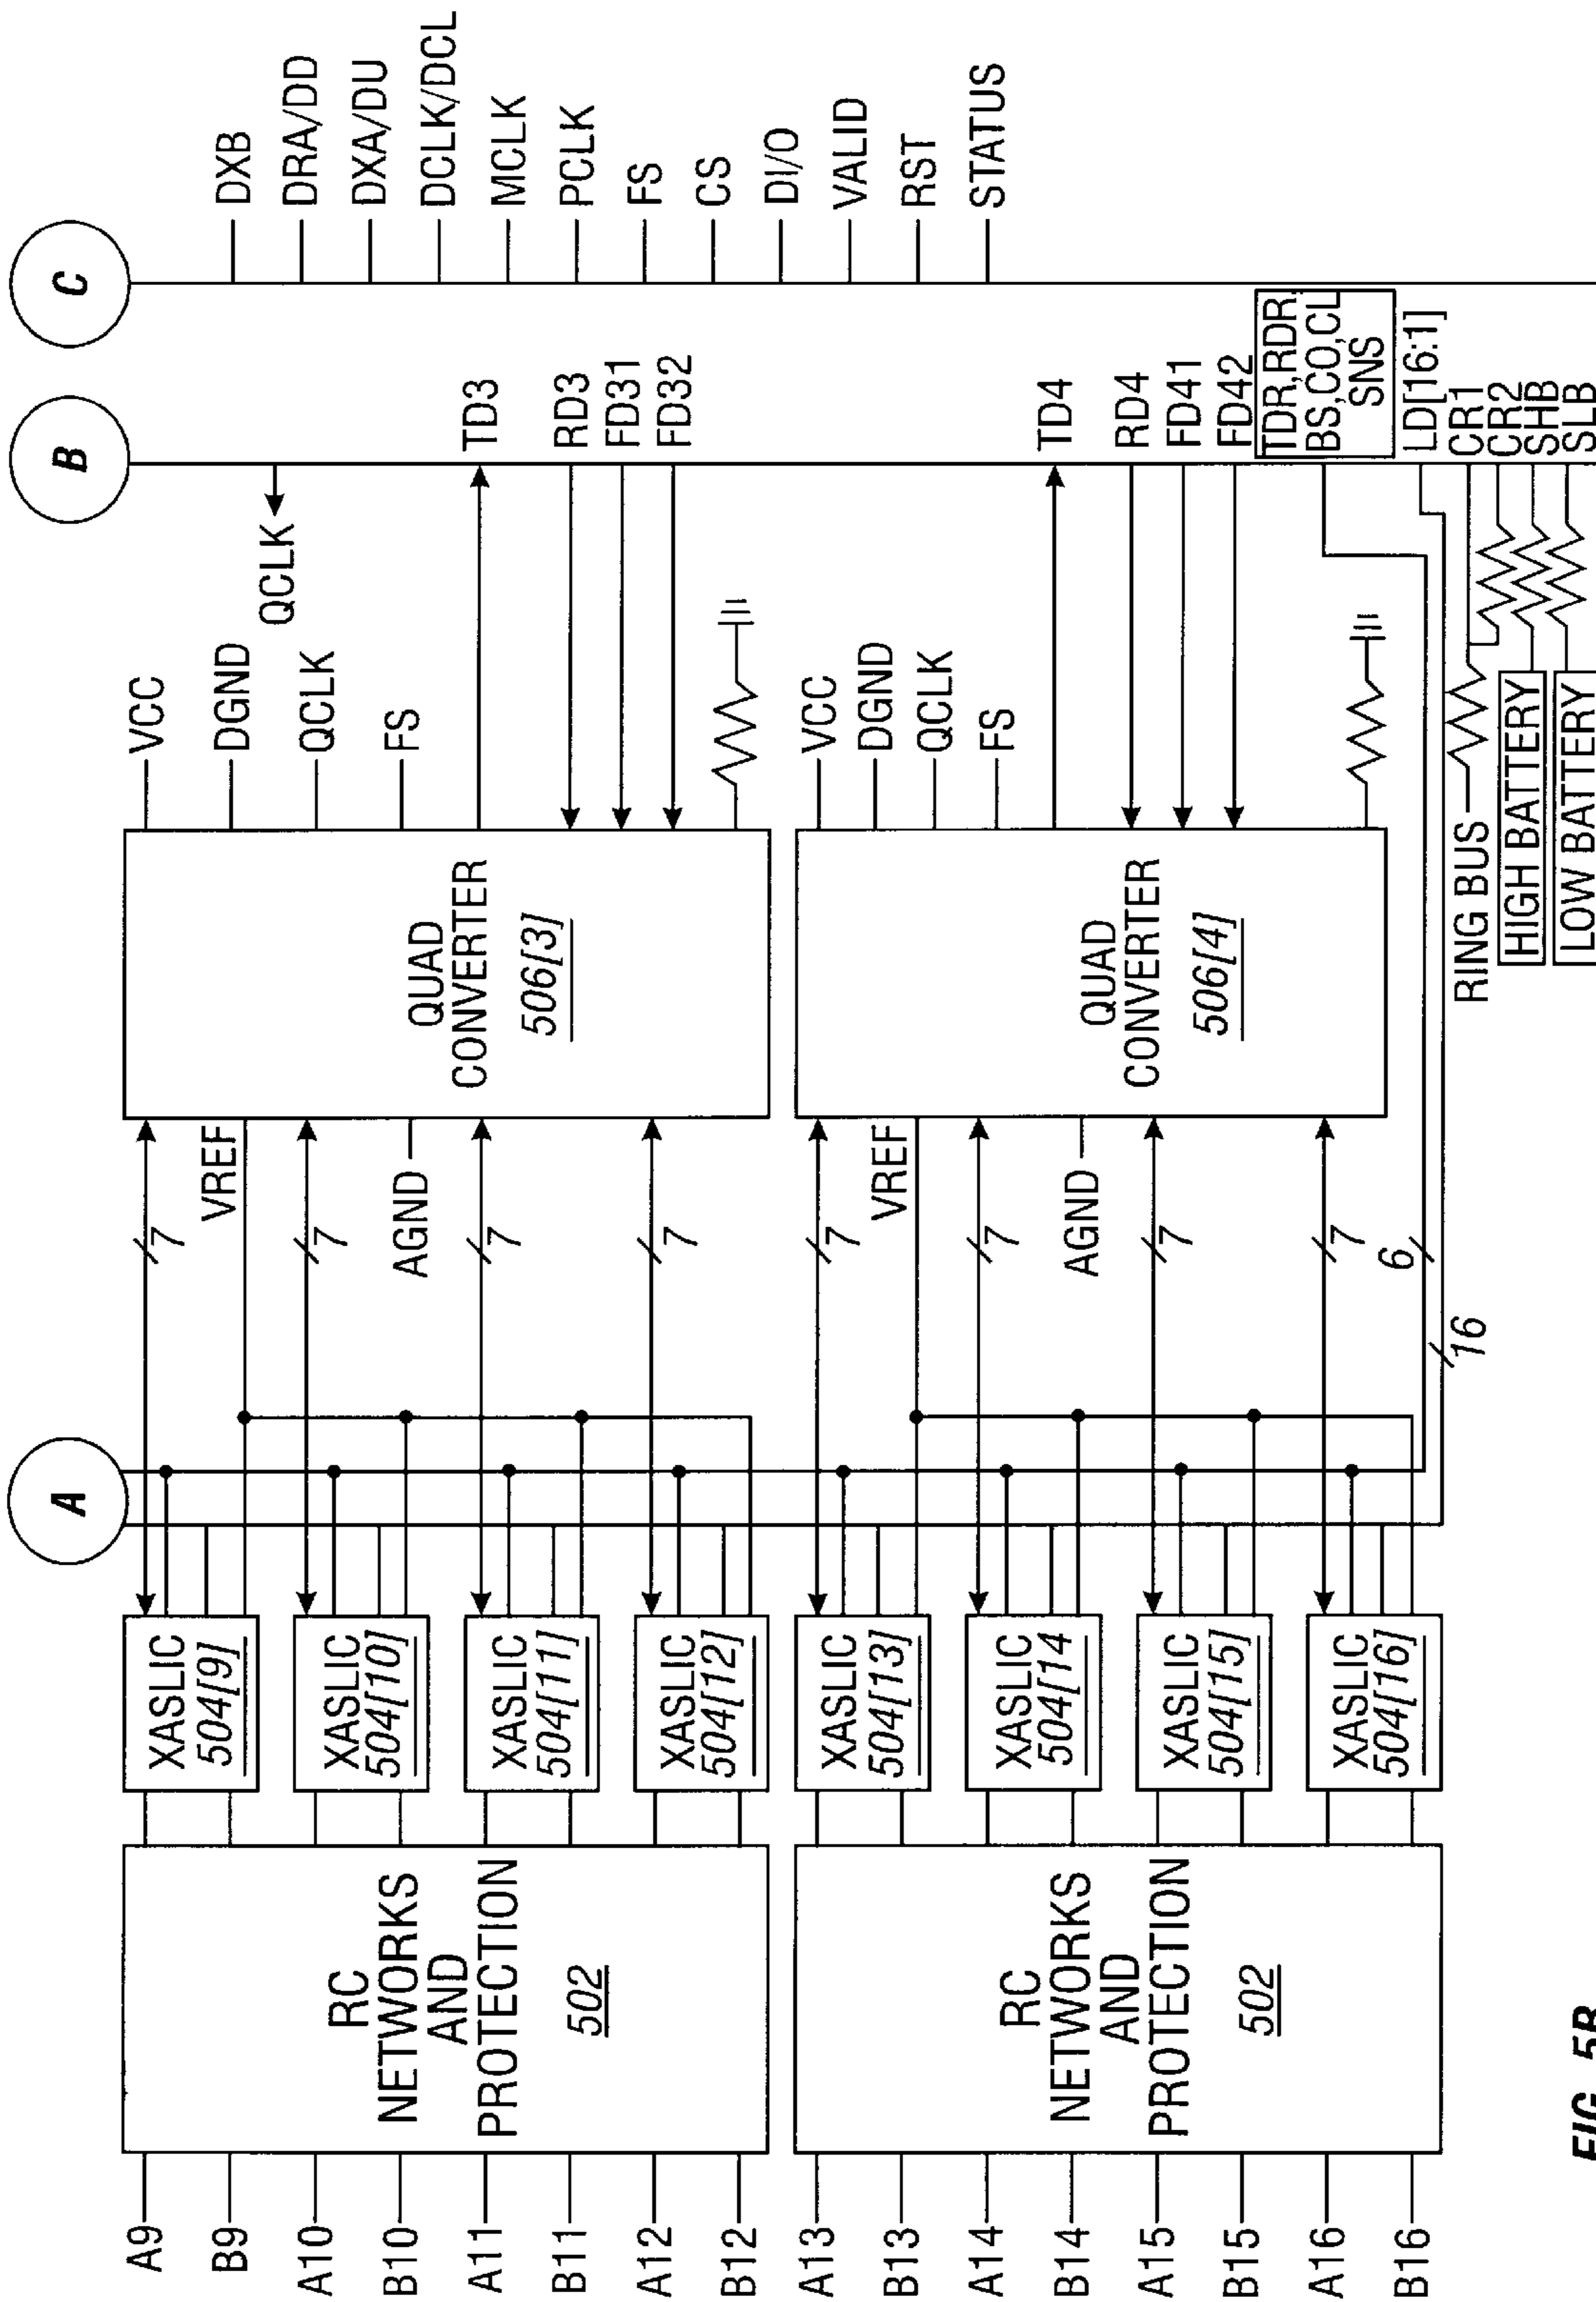 A
B
C
A9
B9
A10
B10
A11
B11
A12
B12
A13
B13
A14
B14
A15
B15
A16
B16
RC
NETWORKS
AND
PROTECTION
502
RC
NETWORKS
AND
PROTECTION
502
XASLIC
504[9]
XASLIC
504[10]
XASLIC
504[11]
XASLIC
504[12]
XASLIC
504[13]
XASLIC
504[14
XASLIC
504[15]
XASLIC
504[16]
7
VREF
7
AGND
7
7
7
VREF
7
AGND
7
7
6
16
QUAD
CONVERTER
506[3]
QUAD
CONVERTER
506[4]
VCC
DGND
QCLK
FS
VCC
DGND
QCLK
FS
RING BUS
HIGH BATTERY
LOW BATTERY
QCLK
TD3
RD3
FD31
FD32
TD4
RD4
FD41
FD42
TDR,RDR
BS,CO,CL
SNS
LD[16:1]
CR1
CR2
SHB
SLB
DXB
DRA/DD
DXA/DU
DCLK/DCL
MCLK
PCLK
FS
CS
DI/O
VALID
RST
STATUS
FIG. 5B